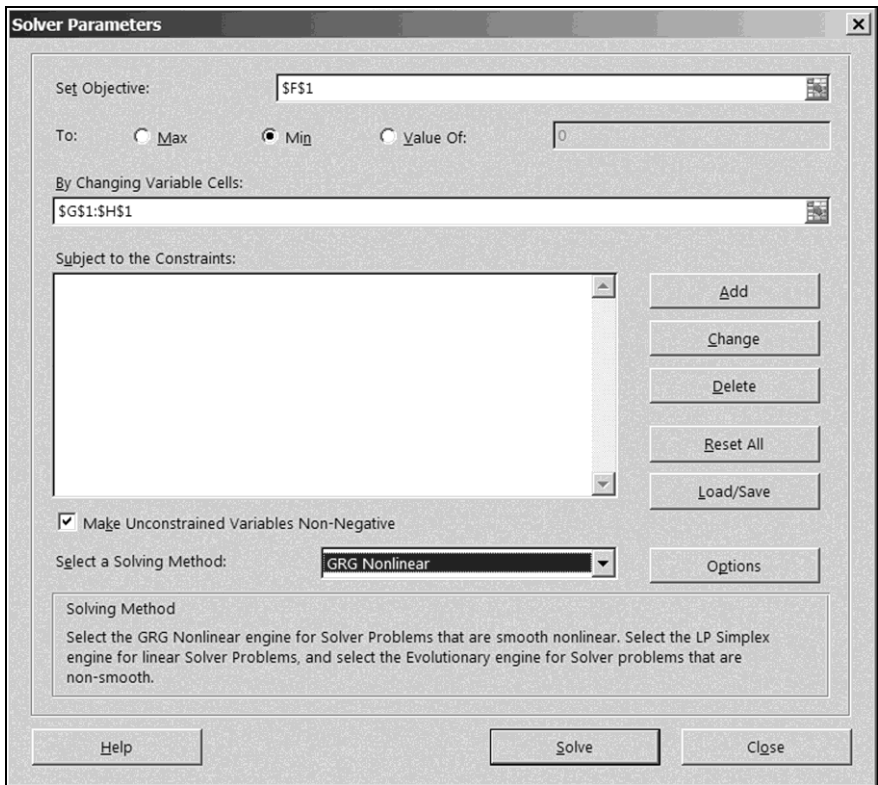 Solver Parameters
Set Objective:
$F$1
To:
Max
Min
Value Of:
0
By Changing Variable Cells:
$G$1:$H$1
Subject to the Constraints:
Add
Change
Delete
Reset All
Load/Save
Make Unconstrained Variables Non-Negative
Select a Solving Method:
GRG Nonlinear
Options
Solving Method
Select the GRG Nonlinear engine for Solver Problems that are smooth nonlinear. Select the LP Simplex
engine for linear Solver Problems, and select the Evolutionary engine for Solver problems that are
non-smooth.
Help
Solve
Close